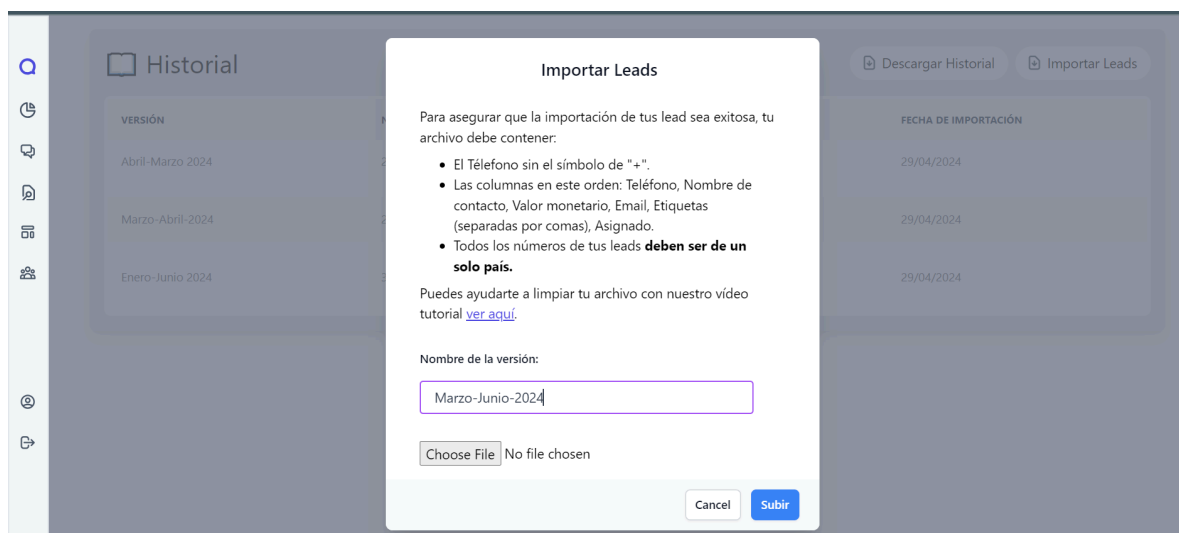 Historial
Descargar Historial
Importar Leads
VERSIÓN
FECHA DE IMPORTACIÓN
Abril-Marzo 2024
29/04/2024
Marzo-Abril-2024
29/04/2024
Enero-Junio 2024
29/04/2024
Importar Leads
Para asegurar que la importación de tus lead sea exitosa, tu
archivo debe contener:
• El Télefono sin el símbolo de "+".
• Las columnas en este orden: Teléfono, Nombre de
contacto, Valor monetario, Email, Etiquetas
(separadas por comas), Asignado.
• Todos los números de tus leads deben ser de un
solo país.
Puedes ayudarte a limpiar tu archivo con nuestro vídeo
tutorial ver aquí.
Nombre de la versión:
Marzo-Junio-2024
Choose File No file chosen
Cancel
Subir